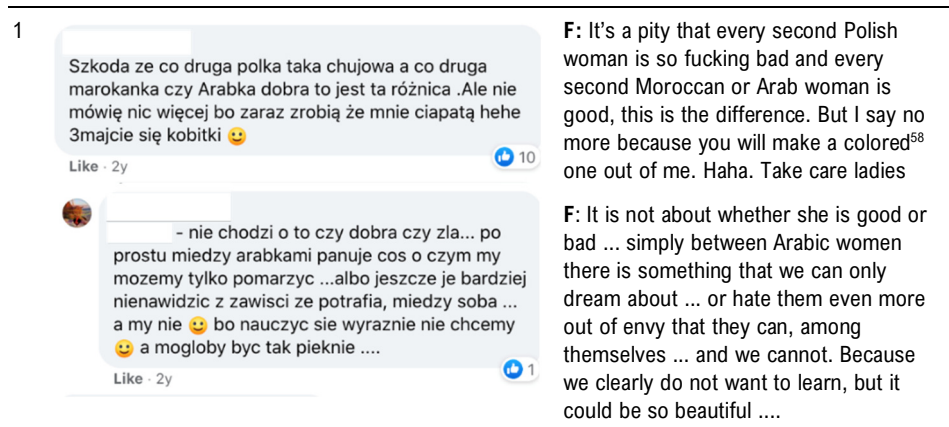 1
Szkoda ze co druga polka taka chujowa a co druga
marokanka czy Arabka dobra to jest ta różnica .Ale nie
mówię nic więcej bo zaraz zrobią że mnie ciapatą hehe
3majcie się kobitki 🙂
Like · 2y
10
- nie chodzi o to czy dobra czy zla... po
prostu miedzy arabkami panuje cos o czym my
mozemy tylko pomarzyc ...albo jeszcze je bardziej
nienawidzic z zawisci ze potrafia, miedzy soba ...
a my nie 🙂 bo nauczyc sie wyraznie nie chcemy
🙂 a mogloby byc tak pieknie ....
Like · 2y
1
F: It’s a pity that every second Polish
woman is so fucking bad and every
second Moroccan or Arab woman is
good, this is the difference. But I say no
more because you will make a colored58
one out of me. Haha. Take care ladies
F: It is not about whether she is good or
bad ... simply between Arabic women
there is something that we can only
dream about ... or hate them even more
out of envy that they can, among
themselves ... and we cannot. Because
we clearly do not want to learn, but it
could be so beautiful ....